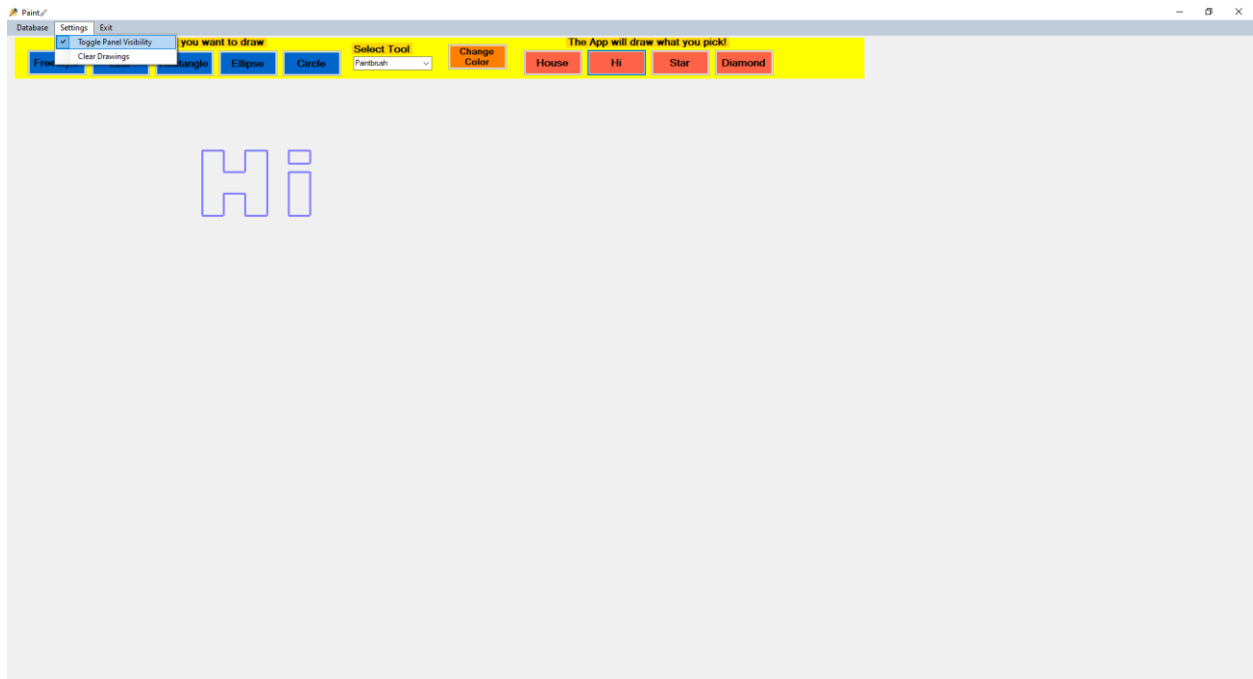 Paint
Database Settings Exit
Toggle Panel Visibility
Clear Drawings
you want to draw
Select Tool
Paintbrush
Change
Color
The App will draw what you pick!
Ellipse Circle
House Hi Star Diamond
Hi